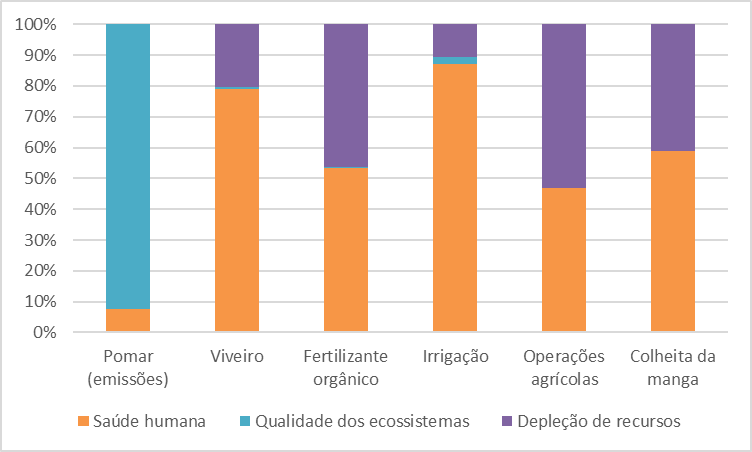 100%
90%
80%
70%
60%
50%
40%
30%
20%
10%
0%
Pomar
(emissões)
Viveiro
Fertilizante
orgânico
Irrigação
Operações
agrícolas
Colheita da
manga
Saúde humana
Qualidade dos ecossistemas
Depleção de recursos